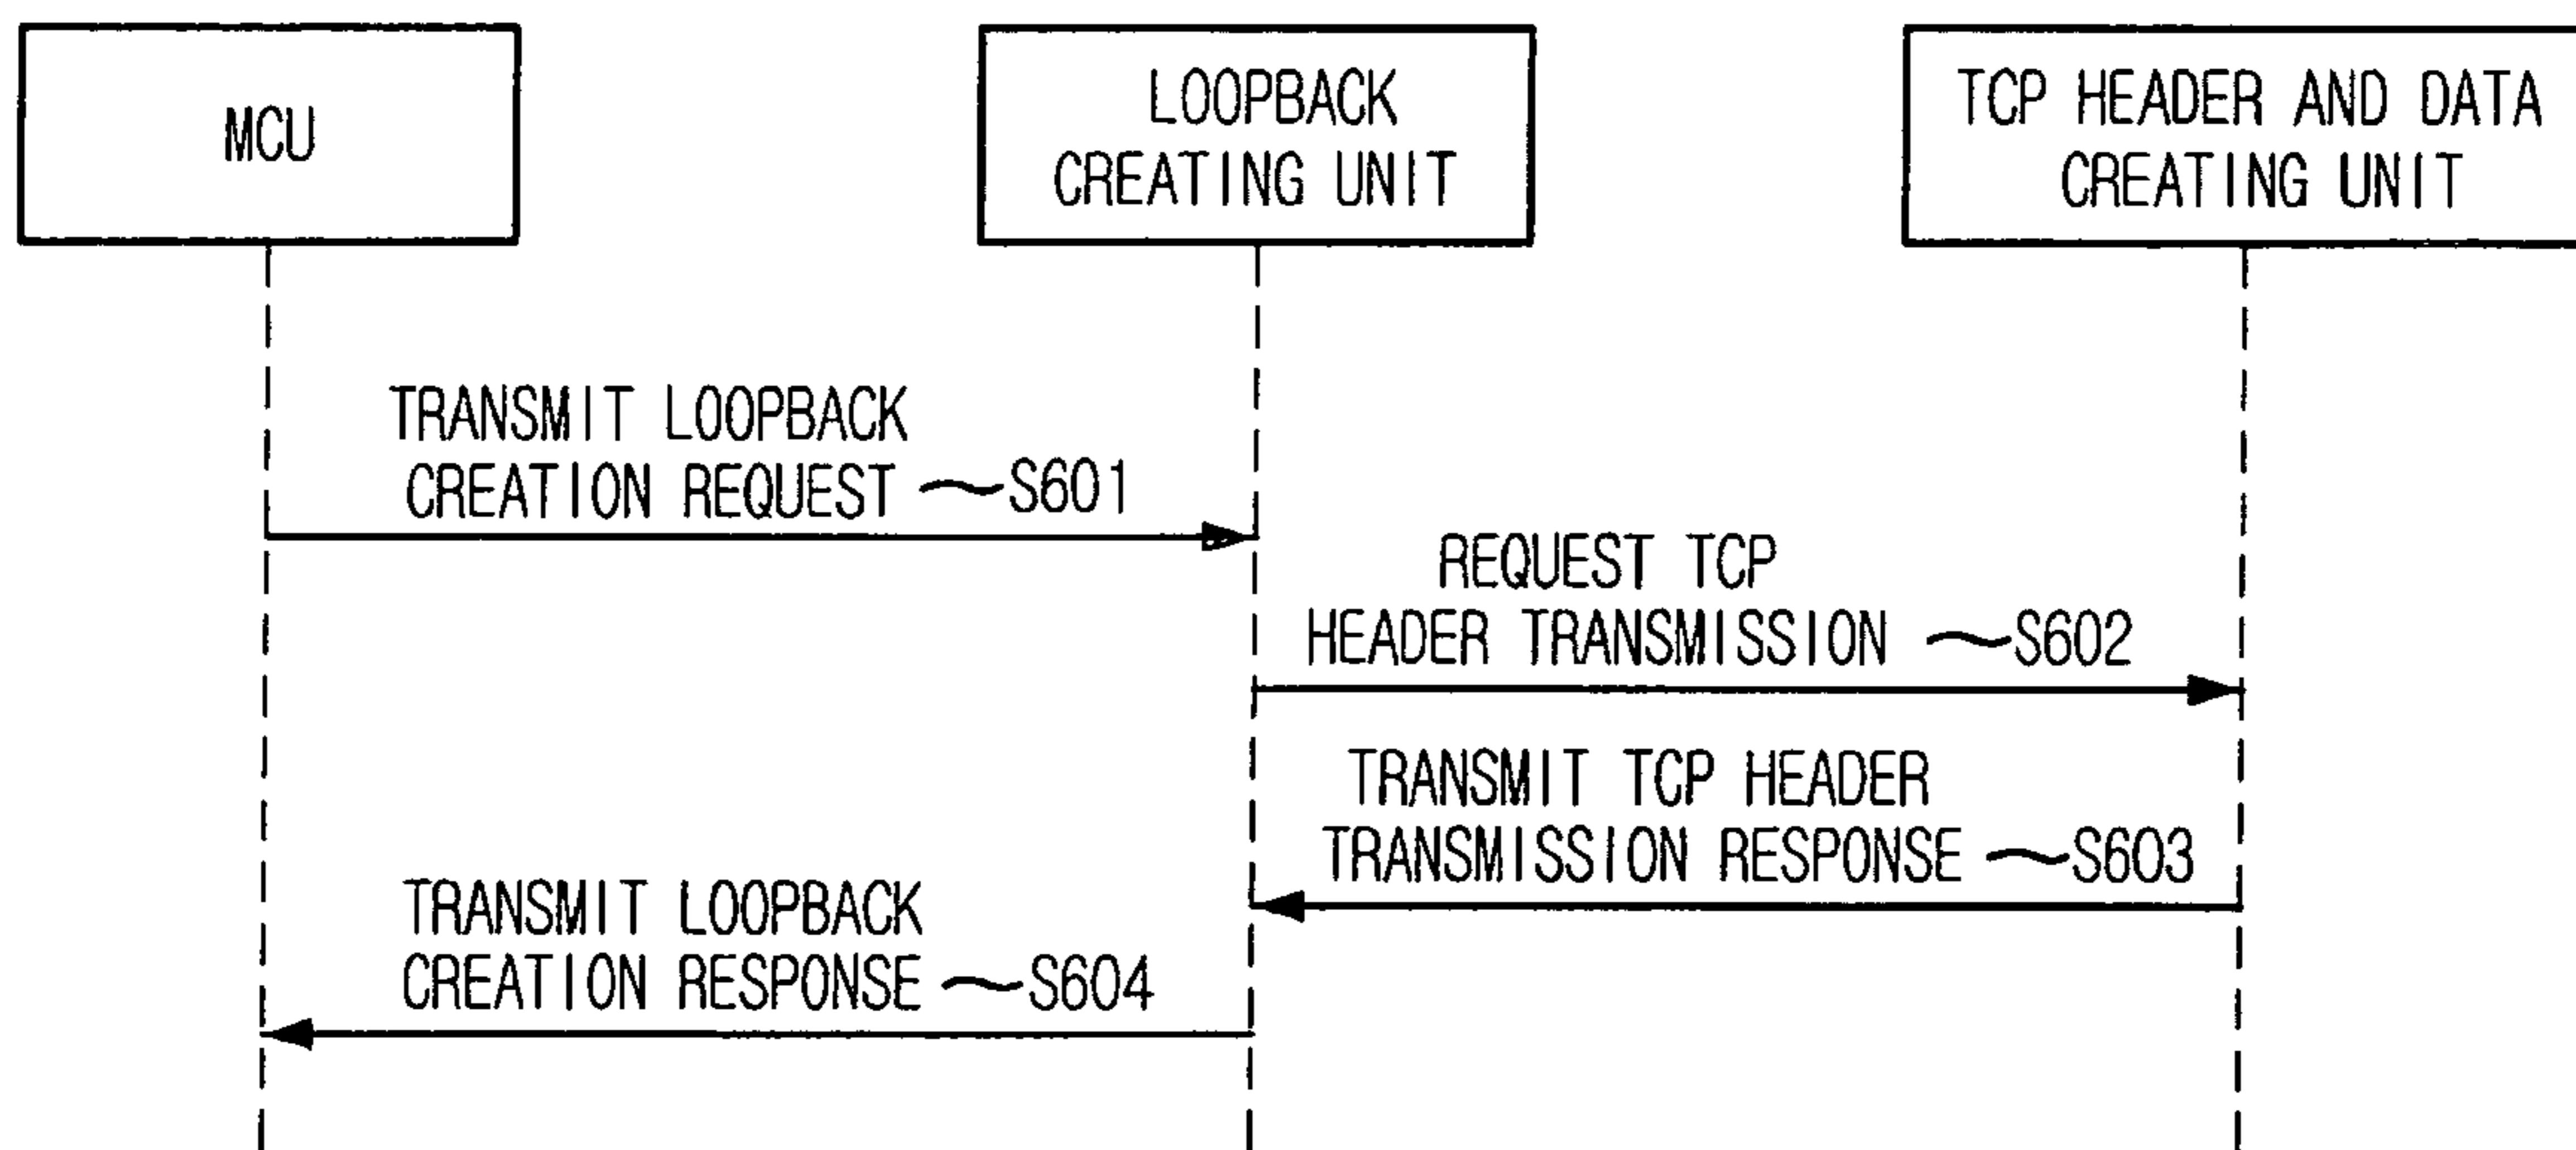 MCU
LOOPBACK
CREATING UNIT
TCP HEADER AND DATA
CREATING UNIT
TRANSMIT LOOPBACK
CREATION REQUEST ~S601
REQUEST TCP
HEADER TRANSMISSION ~S602
TRANSMIT TCP HEADER
TRANSMISSION RESPONSE ~S603
TRANSMIT LOOPBACK
CREATION RESPONSE ~S604